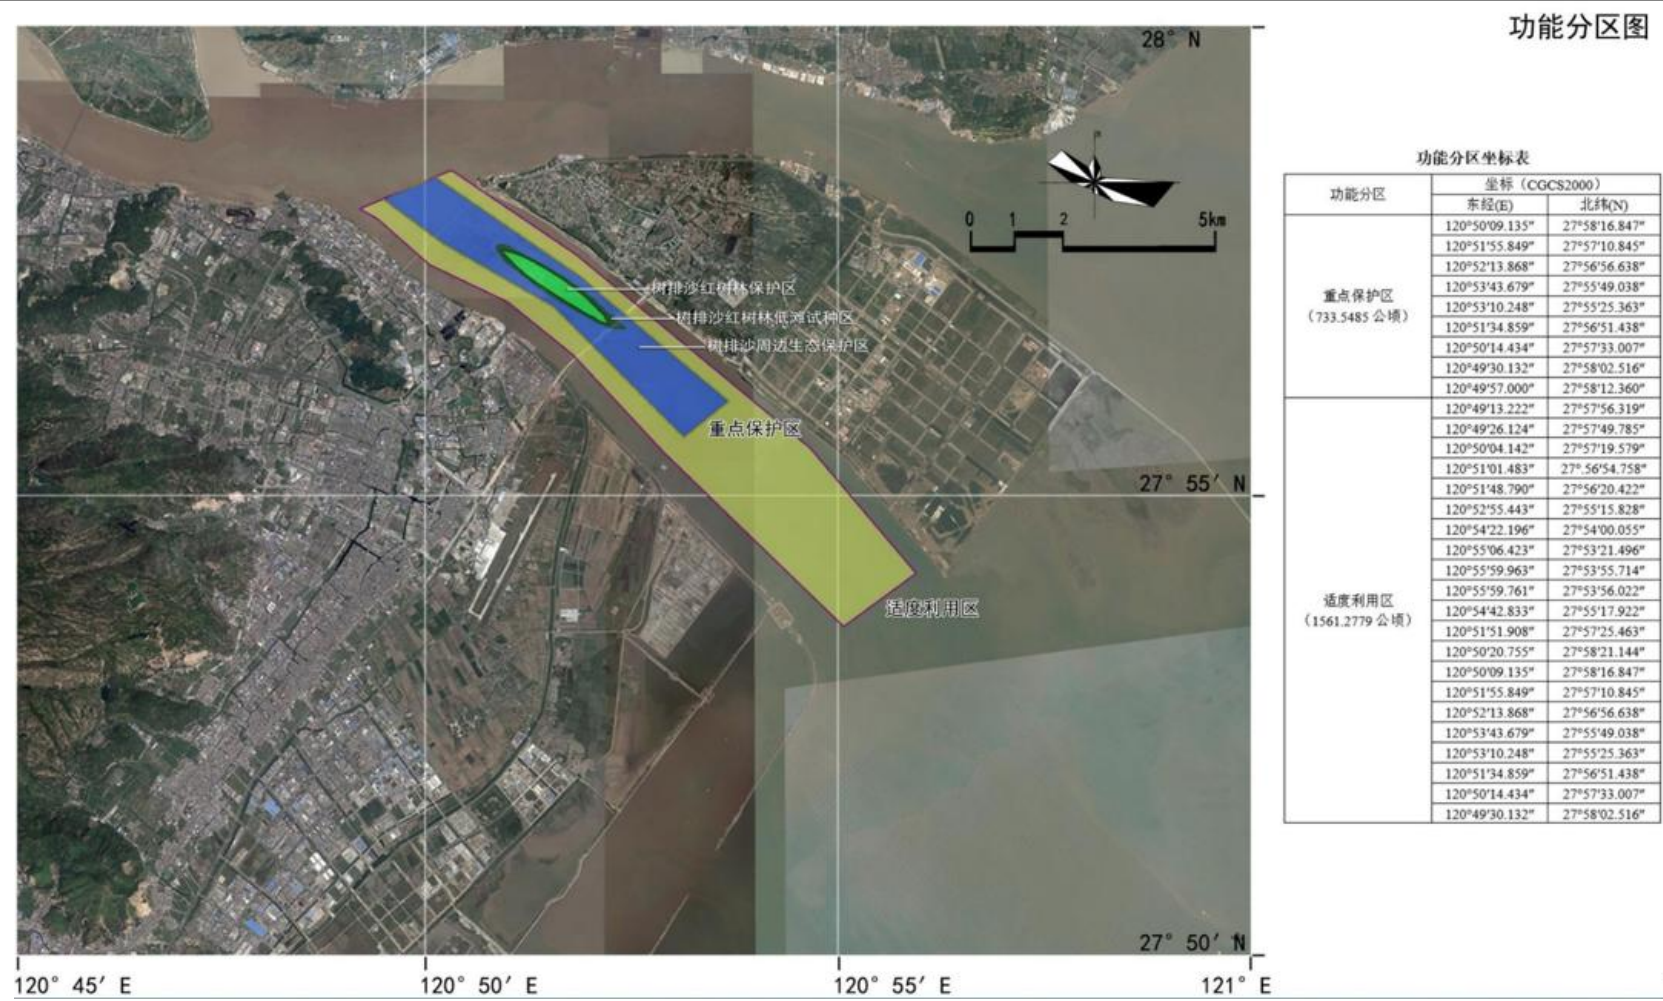 功能分区图
28° N
0 1 2 5km
树排沙红树林保护区
树排沙红树林低滩试种区
树排沙周边生态保护区
重点保护区
27° 55′ N
适度利用区
27° 50′ N
120° 45′ E 120° 50′ E 120° 55′ E 121° E
功能分区坐标表
功能分区 坐标（CGCS2000）
东经(E) 北纬(N)
重点保护区
（733.5485 公顷）
120°50′09.135″ 27°58′16.847″
120°51′55.849″ 27°57′10.845″
120°52′13.868″ 27°56′56.638″
120°53′43.679″ 27°55′49.038″
120°53′10.248″ 27°55′25.363″
120°51′34.859″ 27°56′51.438″
120°50′14.434″ 27°57′33.007″
120°49′30.132″ 27°58′02.516″
120°49′57.000″ 27°58′12.360″
适度利用区
（1561.2779 公顷）
120°49′13.222″ 27°57′56.319″
120°49′26.124″ 27°57′49.785″
120°50′04.142″ 27°57′19.579″
120°51′01.483″ 27°.56′54.758″
120°51′48.790″ 27°56′20.422″
120°52′55.443″ 27°55′15.828″
120°54′22.196″ 27°54′00.055″
120°55′06.423″ 27°53′21.496″
120°55′59.963″ 27°53′55.714″
120°55′59.761″ 27°53′56.022″
120°54′42.833″ 27°55′17.922″
120°51′51.908″ 27°57′25.463″
120°50′20.755″ 27°58′21.144″
120°50′09.135″ 27°58′16.847″
120°51′55.849″ 27°57′10.845″
120°52′13.868″ 27°56′56.638″
120°53′43.679″ 27°55′49.038″
120°53′10.248″ 27°55′25.363″
120°51′34.859″ 27°56′51.438″
120°50′14.434″ 27°57′33.007″
120°49′30.132″ 27°58′02.516″